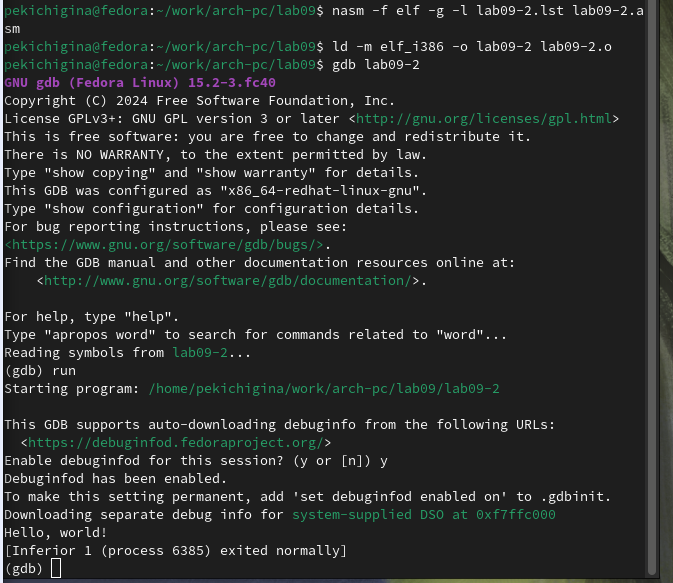 pekichigina@fedora:~/work/arch-pc/lab09$ nasm -f elf -g -l lab09-2.lst lab09-2.a
sm
pekichigina@fedora:~/work/arch-pc/lab09$ ld -m elf_i386 -o lab09-2 lab09-2.o
pekichigina@fedora:~/work/arch-pc/lab09$ gdb lab09-2
GNU gdb (Fedora Linux) 15.2-3.fc40
Copyright (C) 2024 Free Software Foundation, Inc.
License GPLv3+: GNU GPL version 3 or later <http://gnu.org/licenses/gpl.html>
This is free software: you are free to change and redistribute it.
There is NO WARRANTY, to the extent permitted by law.
Type "show copying" and "show warranty" for details.
This GDB was configured as "x86_64-redhat-linux-gnu".
Type "show configuration" for configuration details.
For bug reporting instructions, please see:
<https://www.gnu.org/software/gdb/bugs/>.
Find the GDB manual and other documentation resources online at:
    <http://www.gnu.org/software/gdb/documentation/>.

For help, type "help".
Type "apropos word" to search for commands related to "word"...
Reading symbols from lab09-2...
(gdb) run
Starting program: /home/pekichigina/work/arch-pc/lab09/lab09-2

This GDB supports auto-downloading debuginfo from the following URLs:
  <https://debuginfod.fedoraproject.org/>
Enable debuginfod for this session? (y or [n]) y
Debuginfod has been enabled.
To make this setting permanent, add 'set debuginfod enabled on' to .gdbinit.
Downloading separate debug info for system-supplied DSO at 0xf7ffc000
Hello, world!
[Inferior 1 (process 6385) exited normally]
(gdb)